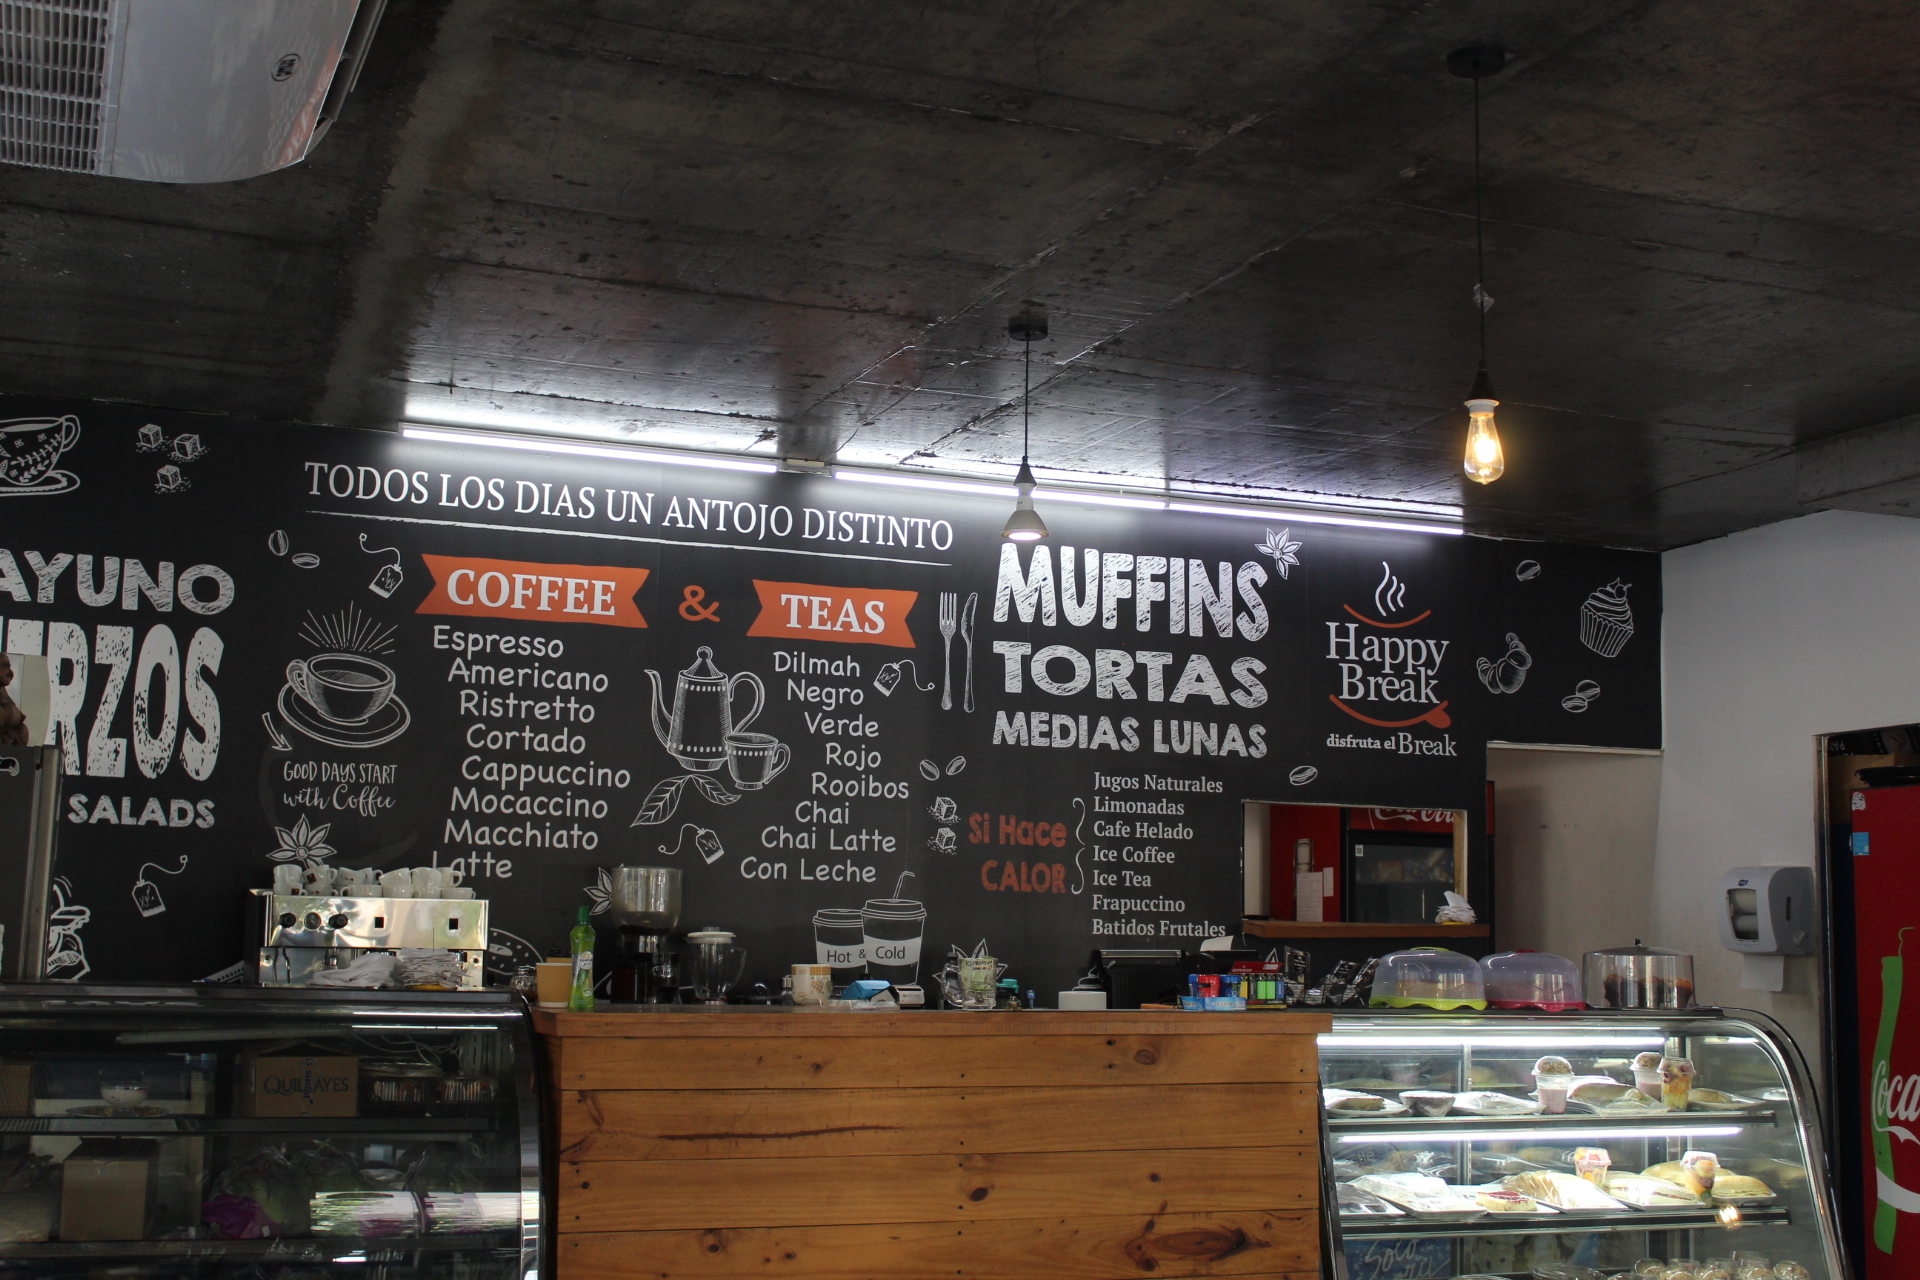 TODOS LOS DIAS UN ANTOJO DISTINTO
AYUNO
ERZOS
SALADS
GOOD DAYS START
with Coffee
COFFEE & TEAS
Espresso
Americano
Ristretto
Cortado
Cappuccino
Mocaccino
Macchiato
Latte
Dilmah
Negro
Verde
Rojo
Rooibos
Chai
Chai Latte
Con Leche
Hot & Cold
MUFFINS
TORTAS
MEDIAS LUNAS
Si Hace
CALOR
Jugos Naturales
Limonadas
Cafe Helado
Ice Coffee
Ice Tea
Frapuccino
Batidos Frutales
Happy
Break
disfruta el Break
QUILLAYES
Coca